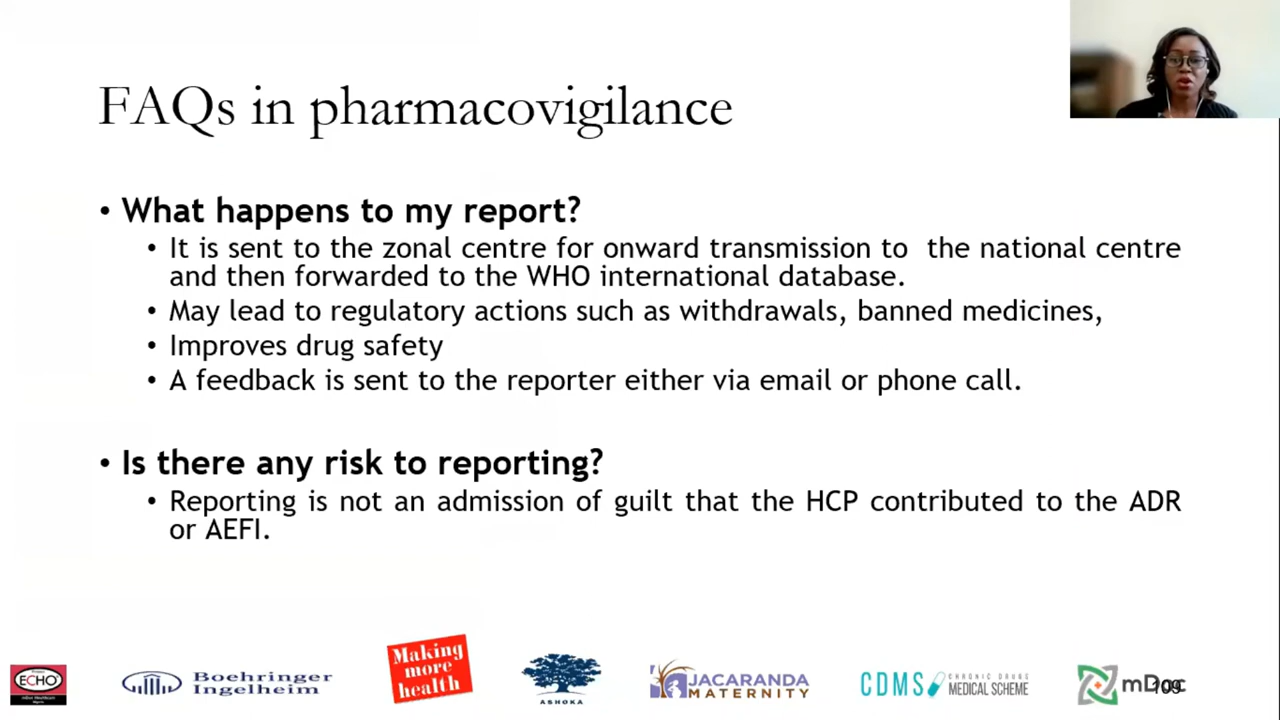 FAQs in pharmacovigilance
• What happens to my report?
• It is sent to the zonal centre for onward transmission to the national centre
and then forwarded to the WHO international database.
• May lead to regulatory actions such as withdrawals, banned medicines,
• Improves drug safety
• A feedback is sent to the reporter either via email or phone call.
• Is there any risk to reporting?
• Reporting is not an admission of guilt that the HCP contributed to the ADR
or AEFI.
ECHO
Boehringer
Ingelheim
Making
more
health
ASHOKA
JACARANDA
MATERNITY
CDMS
CHRONIC DRUGS
MEDICAL SCHEME
mDoc
109